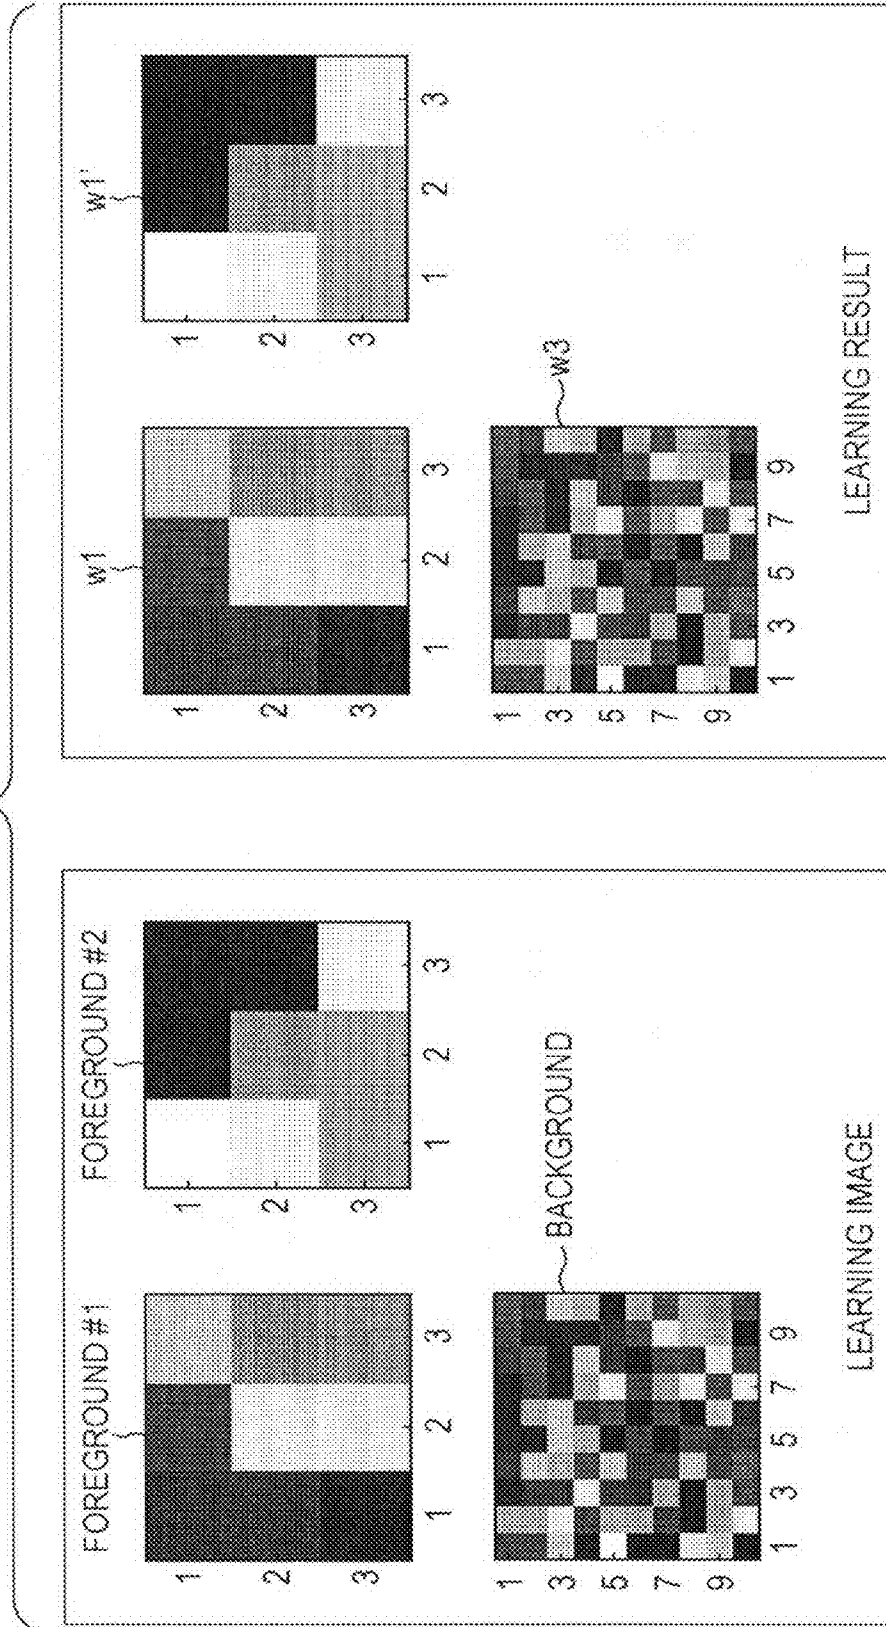 FOREGROUND #1
1
2
3
1 2 3
FOREGROUND #2
1
2
3
1 2 3
BACKGROUND
1
3
5
7
9
1 3 5 7 9
LEARNING IMAGE
w1
1
2
3
1 2 3
w1'
1
2
3
1 2 3
w3
1
3
5
7
9
1 3 5 7 9
LEARNING RESULT